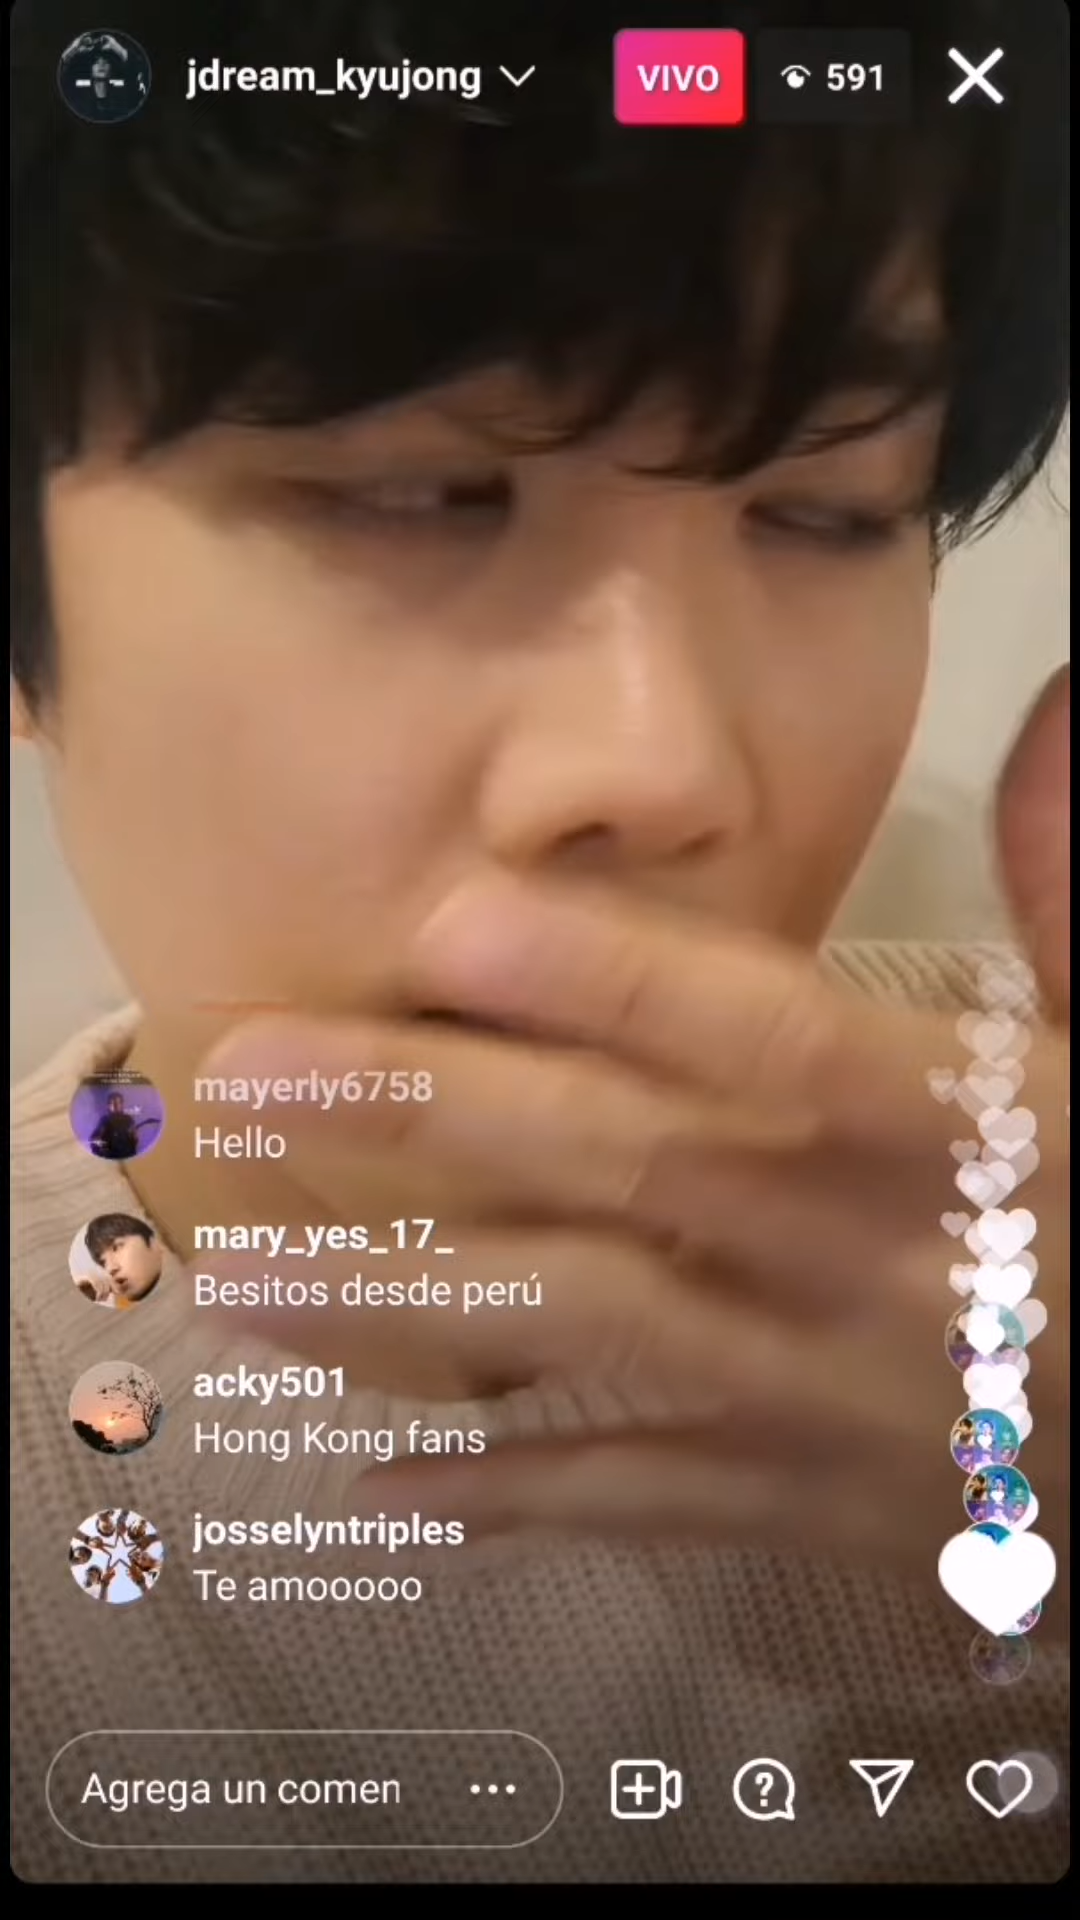 jdream_kyujong
VIVO
591
mayerly6758
Hello
mary_yes_17_
Besitos desde perú
acky501
Hong Kong fans
josselyntriples
Te amooooo
Agrega un comen